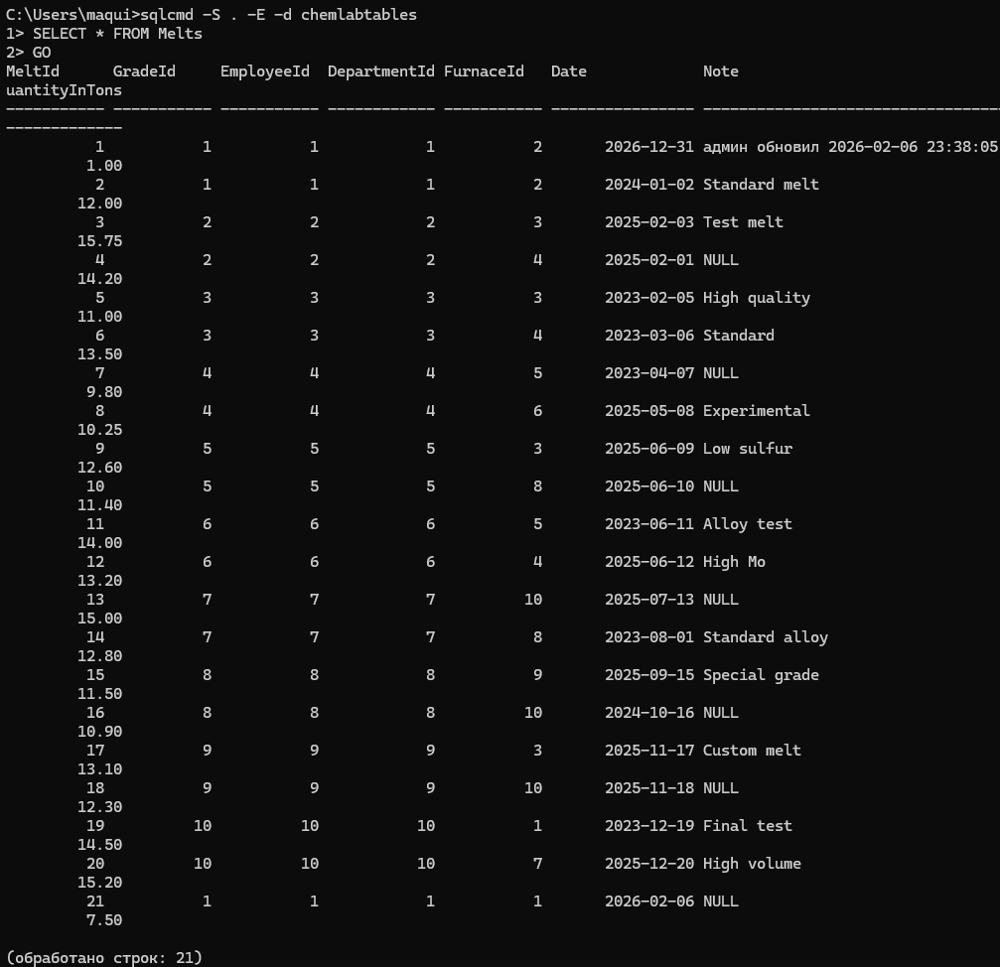 C:\Users\maqui>sqlcmd -S . -E -d chemlabtables
1> SELECT * FROM Melts
2> GO
MeltId      GradeId     EmployeeId  DepartmentId FurnaceId   Date             Note
uantityInTons
----------- ----------- ----------- ------------ ----------- ---------------- ---------------------------------
-------------
          1           1           1            1           2       2026-12-31 админ обновил 2026-02-06 23:38:05
         1.00
          2           1           1            1           2       2024-01-02 Standard melt
        12.00
          3           2           2            2           3       2025-02-03 Test melt
        15.75
          4           2           2            2           4       2025-02-01 NULL
        14.20
          5           3           3            3           3       2023-02-05 High quality
        11.00
          6           3           3            3           4       2023-03-06 Standard
        13.50
          7           4           4            4           5       2023-04-07 NULL
         9.80
          8           4           4            4           6       2025-05-08 Experimental
        10.25
          9           5           5            5           3       2025-06-09 Low sulfur
        12.60
         10           5           5            5           8       2025-06-10 NULL
        11.40
         11           6           6            6           5       2023-06-11 Alloy test
        14.00
         12           6           6            6           4       2025-06-12 High Mo
        13.20
         13           7           7            7          10       2025-07-13 NULL
        15.00
         14           7           7            7           8       2023-08-01 Standard alloy
        12.80
         15           8           8            8           9       2025-09-15 Special grade
        11.50
         16           8           8            8          10       2024-10-16 NULL
        10.90
         17           9           9            9           3       2025-11-17 Custom melt
        13.10
         18           9           9            9          10       2025-11-18 NULL
        12.30
         19          10          10           10           1       2023-12-19 Final test
        14.50
         20          10          10           10           7       2025-12-20 High volume
        15.20
         21           1           1            1           1       2026-02-06 NULL
         7.50
(обработано строк: 21)